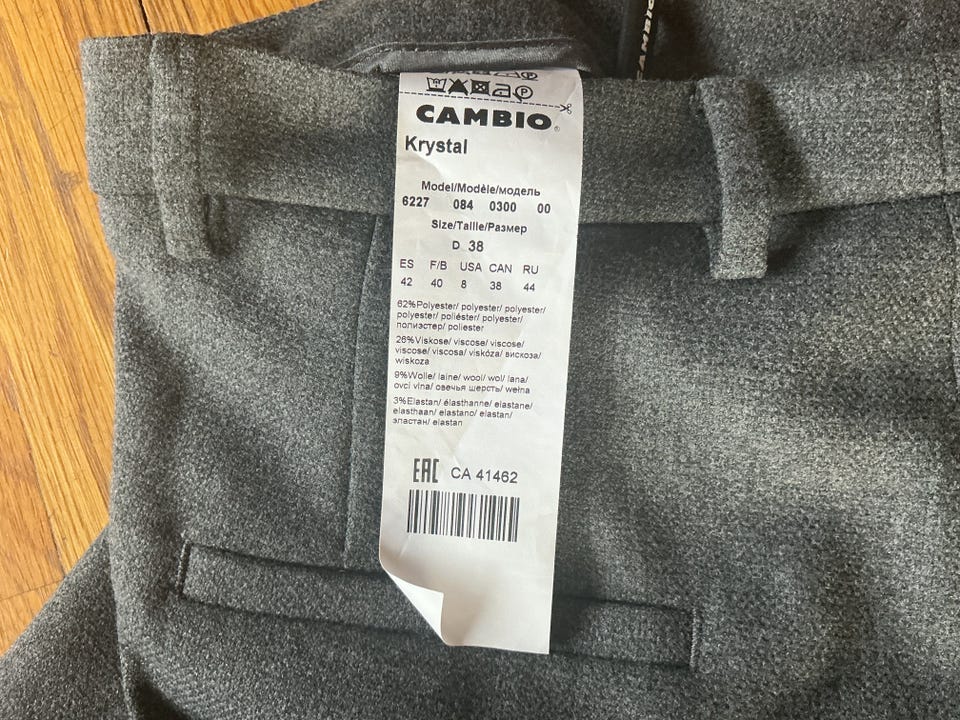 CAMBIO®
Krystal
Model/Modèle/модель
6227 084 0300 00
Size/Taille/Размер
D 38
ES F/B USA CAN RU
42 40 8 38 44
62%Polyester/ polyester/ polyester/
polyester/ poliéster/ polyester/
полиэстер/ poliester
26%Viskose/ viscose/ viscose/
viscose/ viscosa/ viskóza/ вискоза/
wiskoza
9%Wolle/ laine/ wool/ wol/ lana/
ovcí vlna/ овечья шерсть/ wełna
3%Elastan/ élasthanne/ elastane/
elasthaan/ elastano/ elastan/
эластан/ elastan
EAC CA 41462